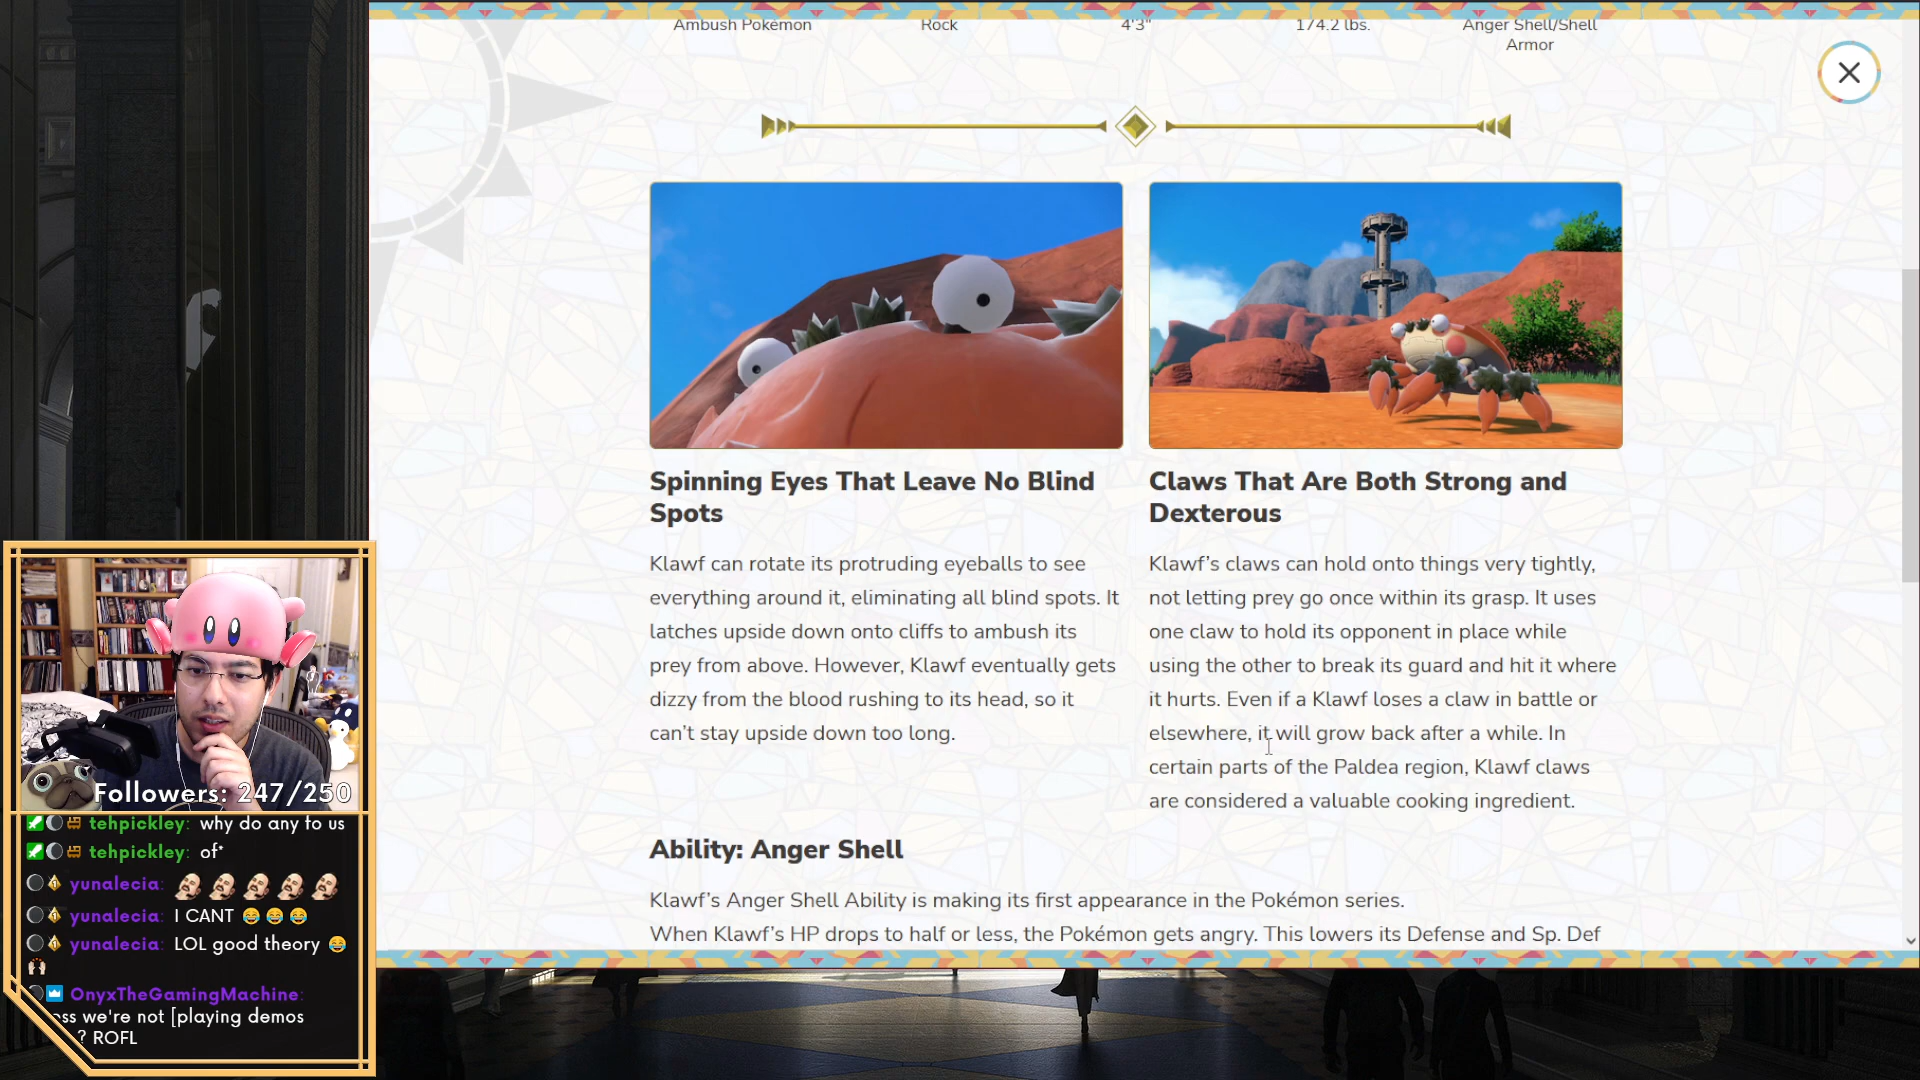 Ambush Pokémon
Rock
4'3"
174.2 lbs.
Anger Shell/Shell
Armor
Spinning Eyes That Leave No Blind
Spots
Klawf can rotate its protruding eyeballs to see
everything around it, eliminating all blind spots. It
latches upside down onto cliffs to ambush its
prey from above. However, Klawf eventually gets
dizzy from the blood rushing to its head, so it
can’t stay upside down too long.
Claws That Are Both Strong and
Dexterous
Klawf’s claws can hold onto things very tightly,
not letting prey go once within its grasp. It uses
one claw to hold its opponent in place while
using the other to break its guard and hit it where
it hurts. Even if a Klawf loses a claw in battle or
elsewhere, it will grow back after a while. In
certain parts of the Paldea region, Klawf claws
are considered a valuable cooking ingredient.
Ability: Anger Shell
Klawf’s Anger Shell Ability is making its first appearance in the Pokémon series.
When Klawf’s HP drops to half or less, the Pokémon gets angry. This lowers its Defense and Sp. Def
Followers: 247/250
tehpickley: why do any fo us
tehpickley: of*
yunalecia:
yunalecia: I CANT 😂 😂 😂
yunalecia: LOL good theory 😂
🙌
OnyxTheGamingMachine:
we're not [playing demos
? ROFL